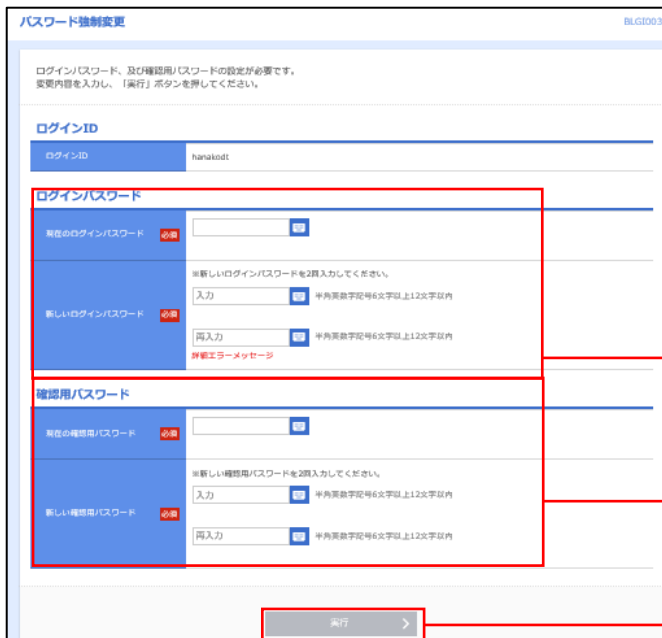 パスワード強制変更
BLGI003
ログインパスワード、及び確認用パスワードの設定が必要です。
変更内容を入力し、「実行」ボタンを押してください。
ログインID
ログインID
hanakodt
ログインパスワード
現在のログインパスワード 必須
※新しいログインパスワードを2回入力してください。
入力 半角英数字記号6文字以上12文字以内
新しいログインパスワード 必須
再入力 半角英数字記号6文字以上12文字以内
詳細エラーメッセージ
確認用パスワード
現在の確認用パスワード 必須
※新しい確認用パスワードを2回入力してください。
入力 半角英数字記号6文字以上12文字以内
新しい確認用パスワード 必須
再入力 半角英数字記号6文字以上12文字以内
実行